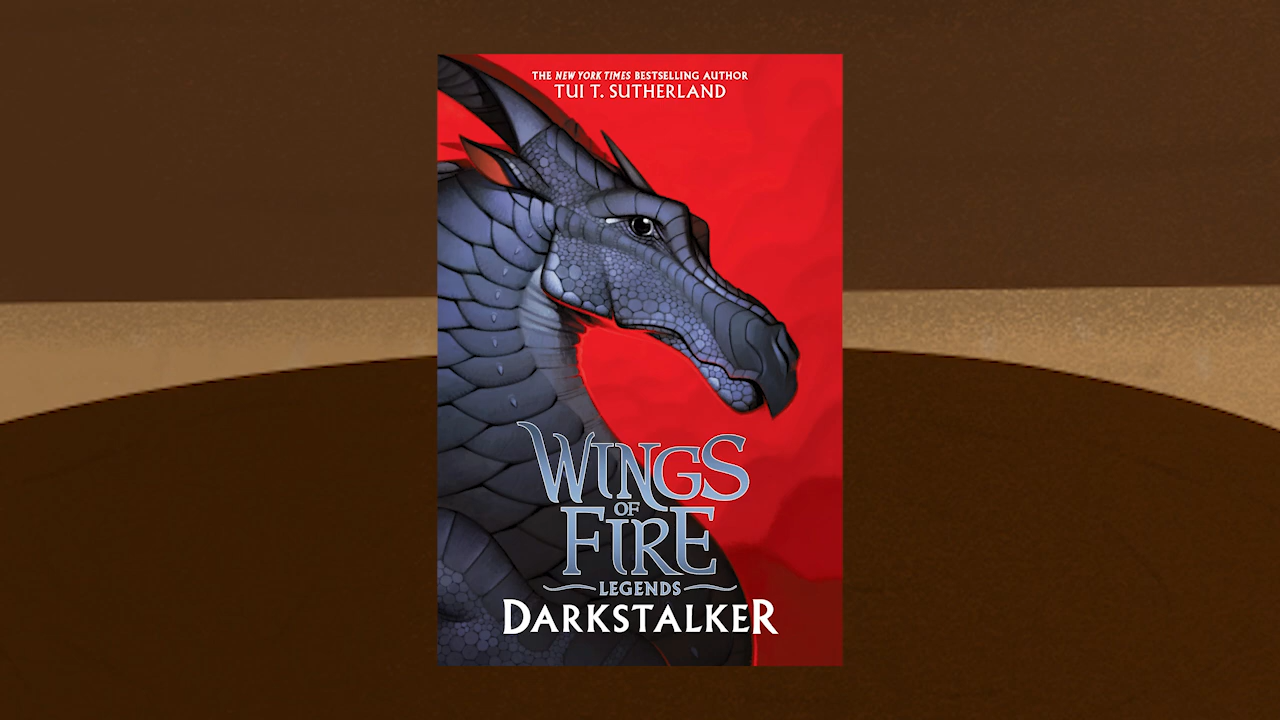 THE NEW YORK TIMES BESTSELLING AUTHOR
TUI T. SUTHERLAND
WINGS
OF
FIRE
LEGENDS
DARKSTALKER